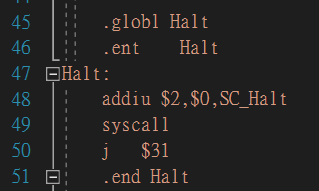 45 .globl Halt
46 .ent Halt
47 Halt:
48 addiu $2,$0,SC_Halt
49 syscall
50 j $31
51 .end Halt